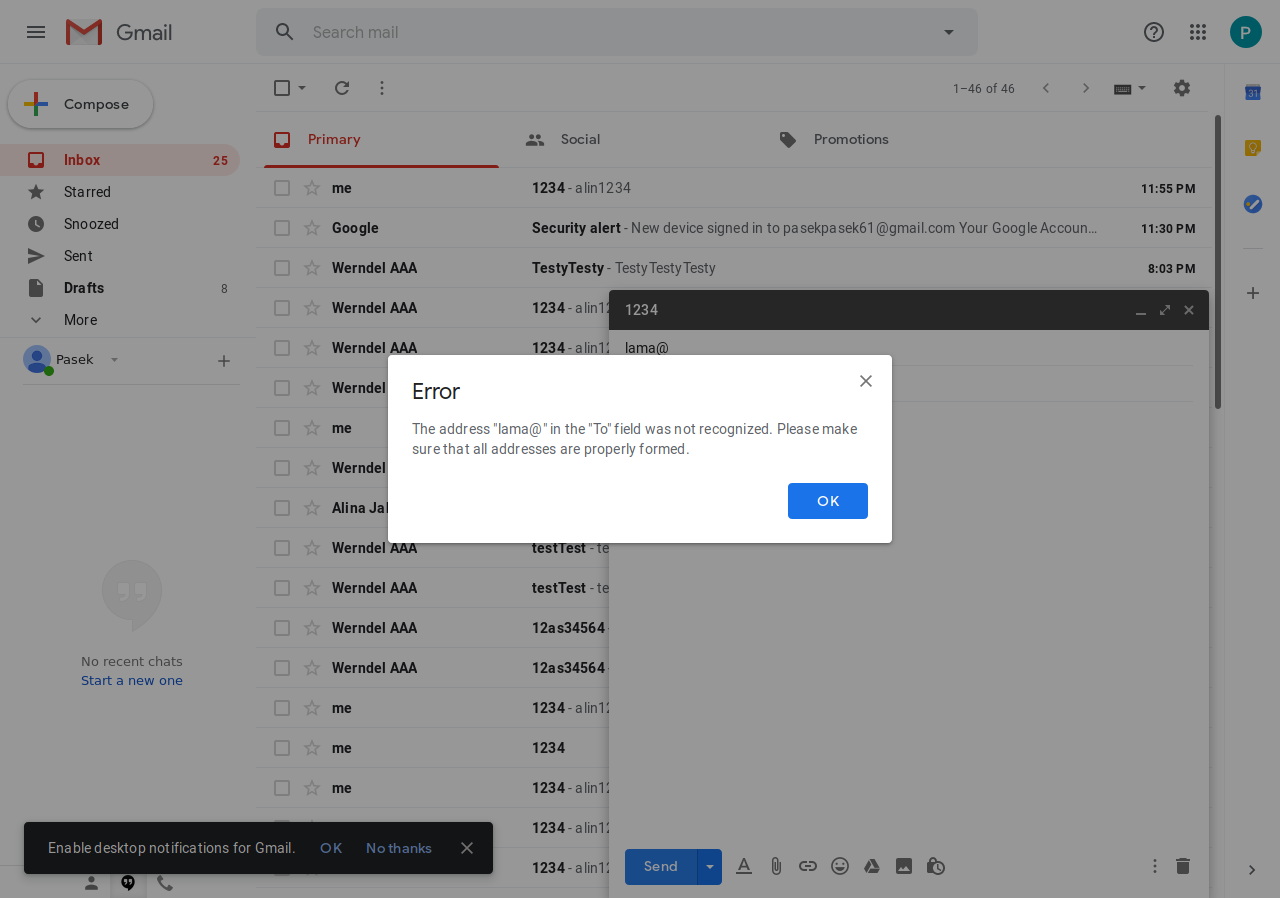 Gmail
Search mail
P
Compose
1–46 of 46
31
Inbox 25
Starred
Snoozed
Sent
Drafts 8
More
Pasek
No recent chats
Start a new one
Primary
Social
Promotions
me 1234 - alin1234 11:55 PM
Google Security alert - New device signed in to pasekpasek61@gmail.com Your Google Accoun... 11:30 PM
Werndel AAA TestyTesty - TestyTestyTesty 8:03 PM
Werndel AAA 1234 - alin12
Werndel AAA 1234 - alin12
Werndel
me
Werndel
Alina Jal
Werndel AAA testTest - te
Werndel AAA testTest - te
Werndel AAA 12as34564 -
Werndel AAA 12as34564 -
me 1234 - alin12
me 1234
me 1234 - alin12
1234 - alin12
1234 - alin12
1234
lama@
Error
The address "lama@" in the "To" field was not recognized. Please make
sure that all addresses are properly formed.
OK
Enable desktop notifications for Gmail. OK No thanks
Send